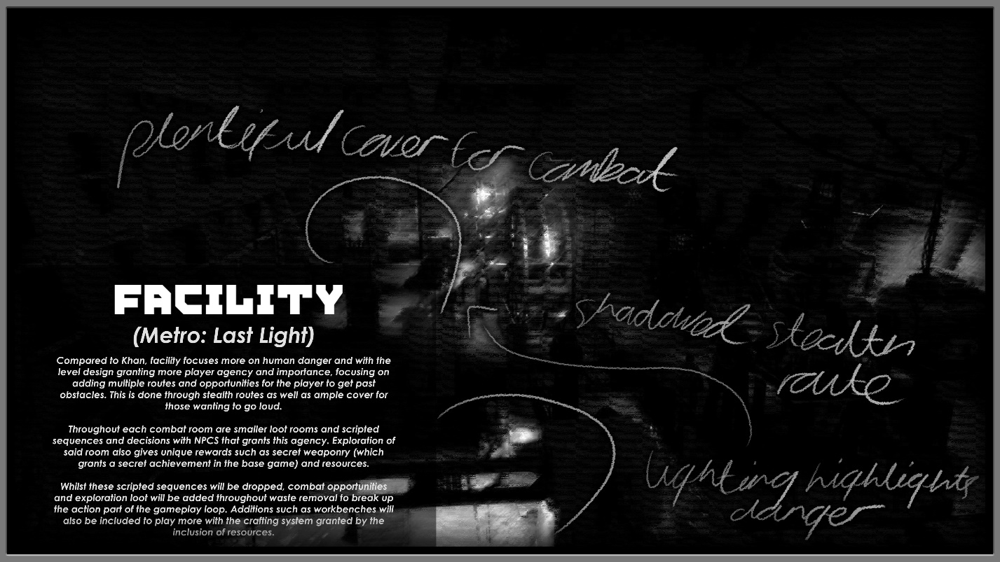 plentiful cover for combat
FACILITY
(Metro: Last Light)
Compared to Khan, facility focuses more on human danger and with the
level design granting more player agency and importance, focusing on
adding multiple routes and opportunities for the player to get past
obstacles. This is done through stealth routes as well as ample cover for
those wanting to go loud.
Throughout each combat room are smaller loot rooms and scripted
sequences and decisions with NPCS that grants this agency. Exploration of
said room also gives unique rewards such as secret weaponry (which
grants a secret achievement in the base game) and resources.
Whilst these scripted sequences will be dropped, combat opportunities
and exploration loot will be added throughout waste removal to break up
the action part of the gameplay loop. Additions such as workbenches will
also be included to play more with the crafting system granted by the
inclusion of resources.
shadowed stealth
route
lighting highlights
danger